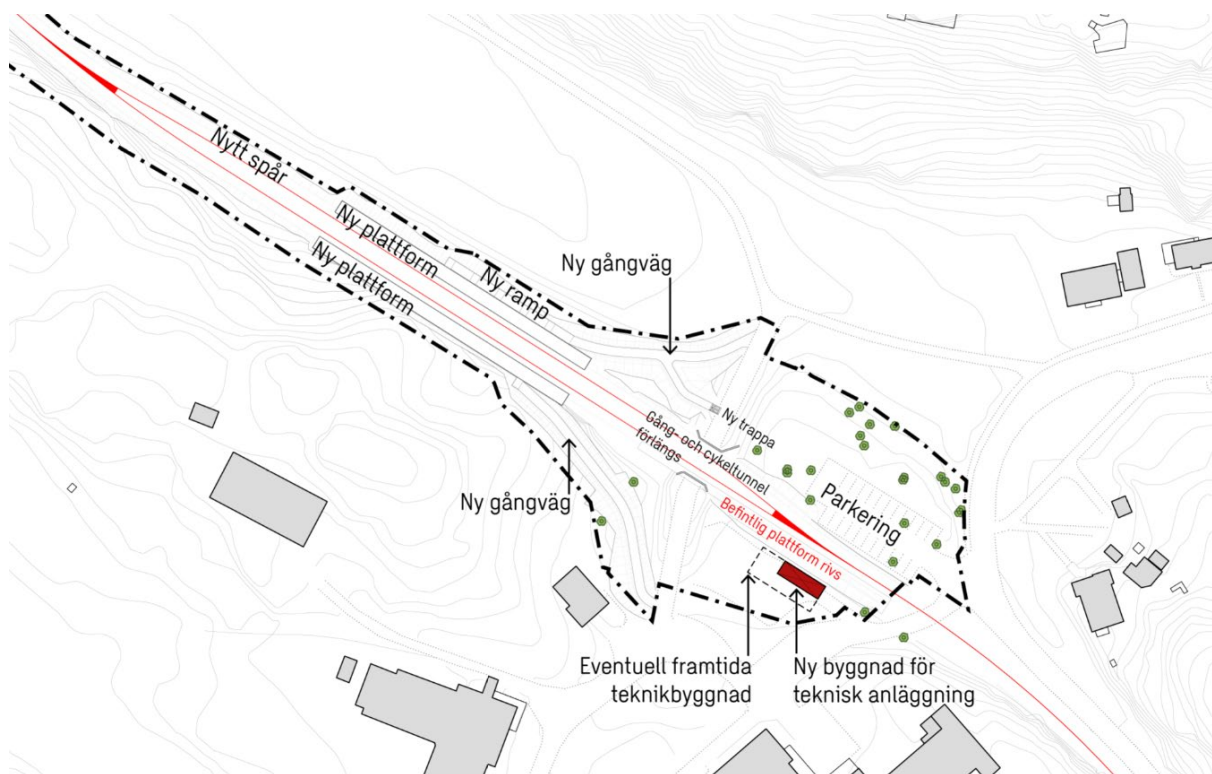 Nytt spår
Ny plattform
Ny plattform
Ny ramp
Ny gångväg
Ny gångväg
Ny trappa
Gång- och cykeltunnel
förlängs
Parkering
Befintlig plattform rivs
Eventuell framtida
teknikbyggnad
Ny byggnad för
teknisk anläggning